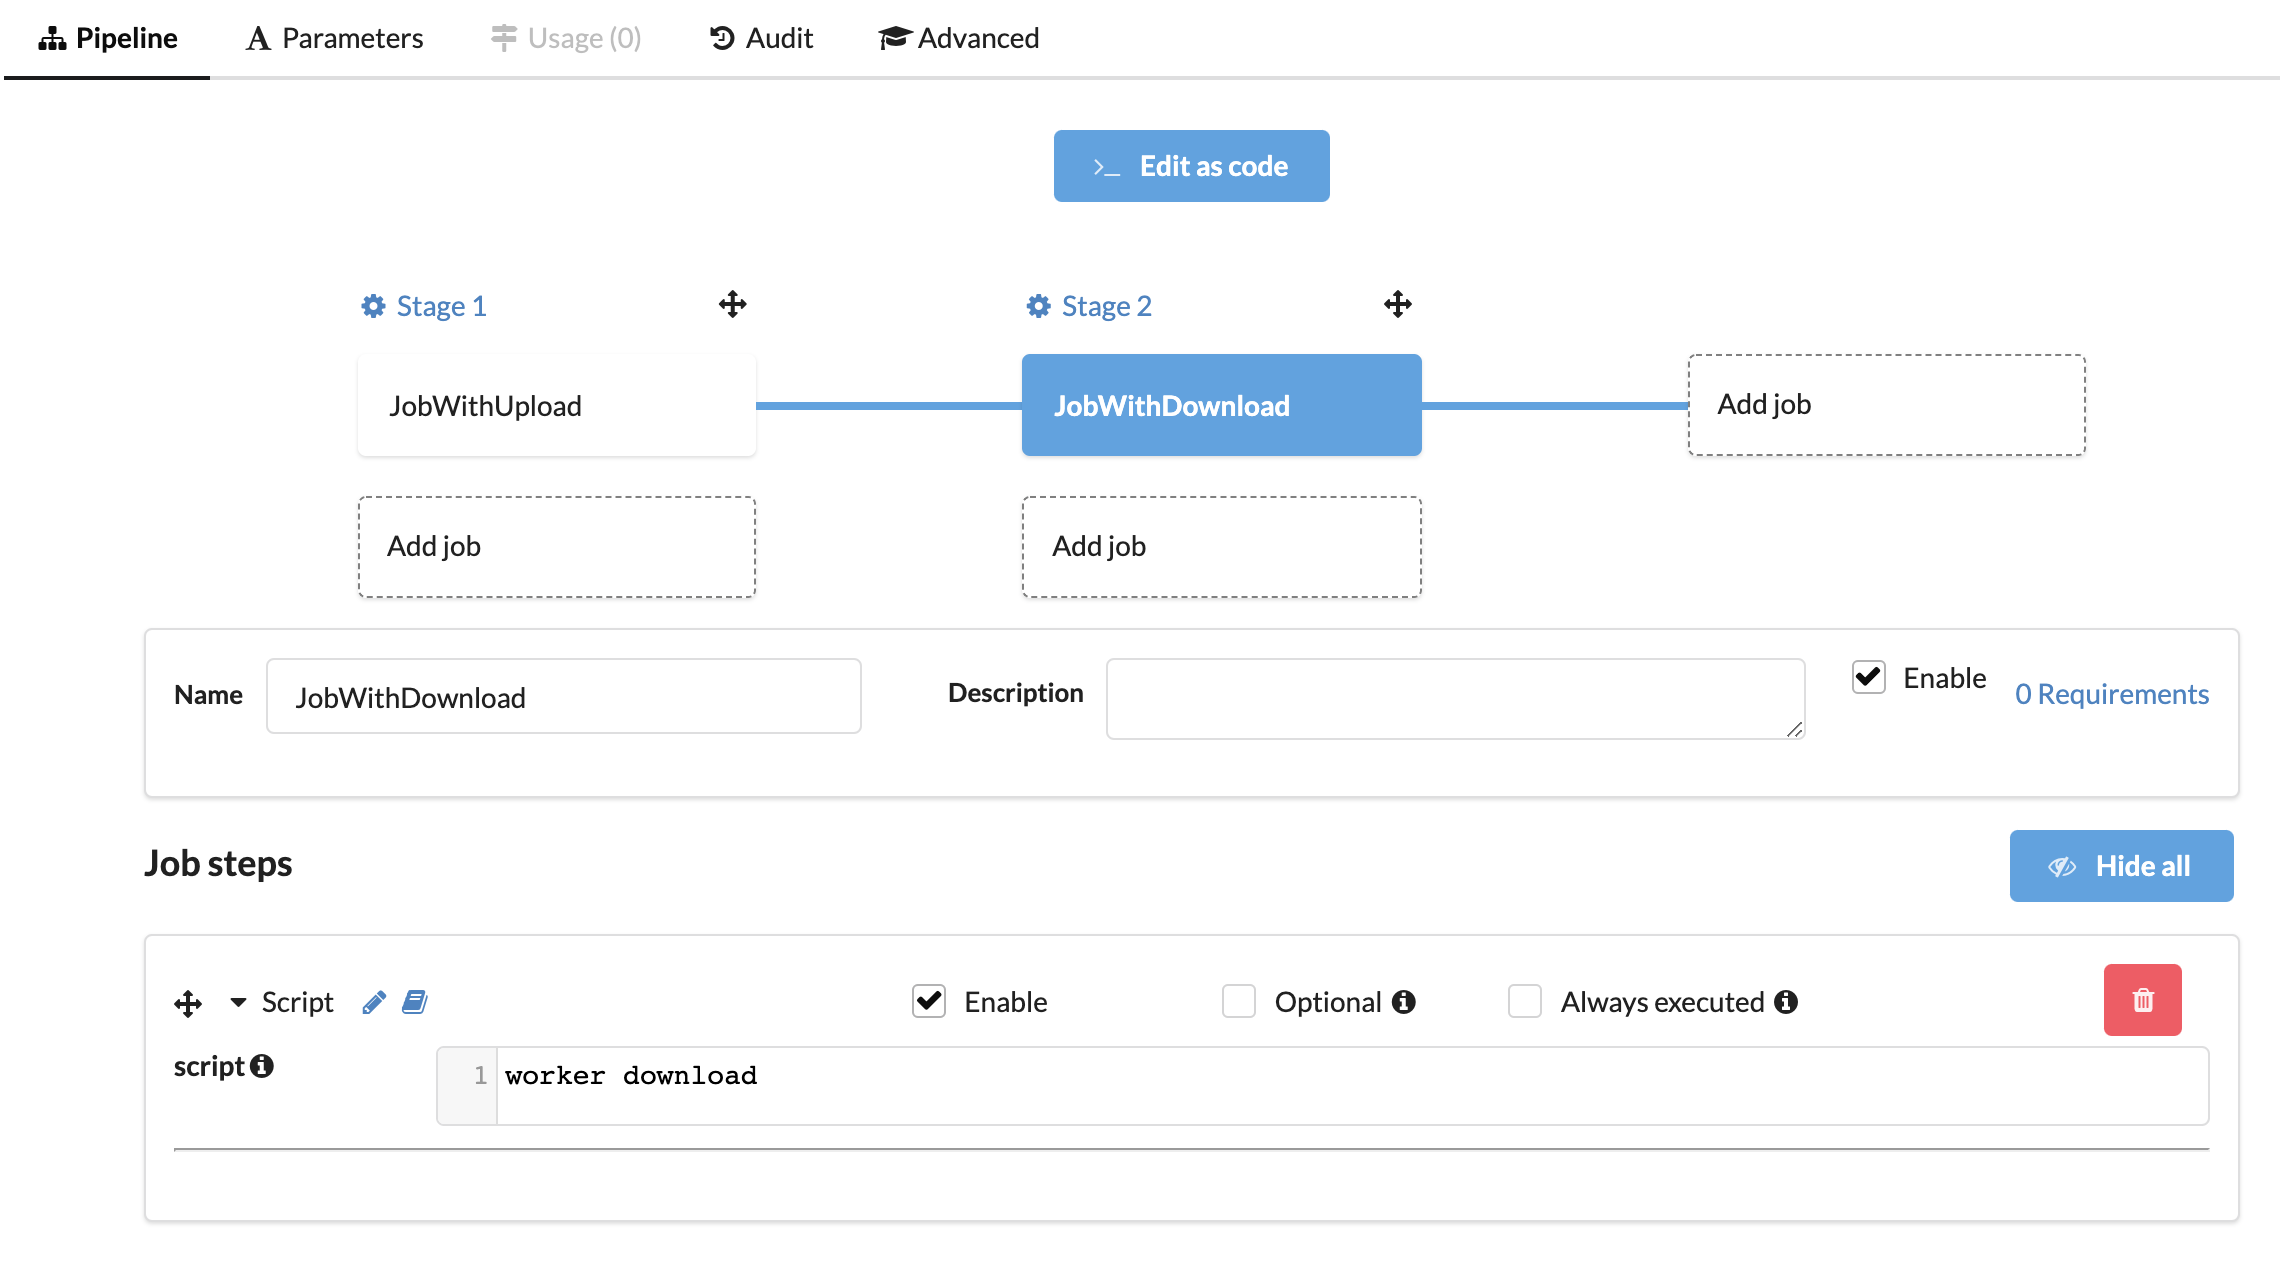 Pipeline Parameters Usage (0) Audit Advanced
Edit as code
Stage 1 Stage 2
JobWithUpload JobWithDownload Add job
Add job Add job
Name JobWithDownload Description Enable 0 Requirements
Job steps Hide all
Script Enable Optional Always executed
script 1 worker download